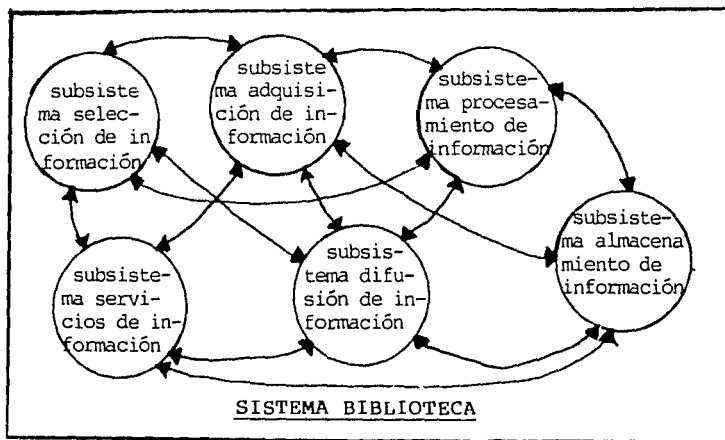 subsiste
ma selec-
ción de in
formación
subsiste
ma adquisi-
ción de in-
formación
subsiste-
ma procesa-
miento de
información
subsiste-
ma servi-
cios de in-
formación
subsis-
tema difu-
sión de in-
formación
subsiste-
ma almacena
miento de
información
SISTEMA BIBLIOTECA